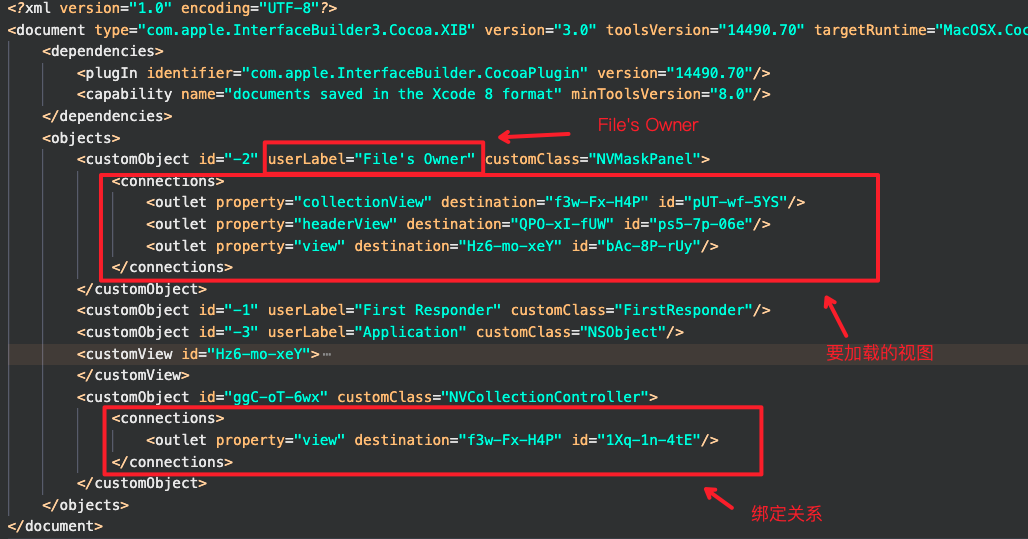 <?xml version="1.0" encoding="UTF-8"?>
<document type="com.apple.InterfaceBuilder3.Cocoa.XIB" version="3.0" toolsVersion="14490.70" targetRuntime="MacOSX.Coc
<dependencies>
<plugIn identifier="com.apple.InterfaceBuilder.CocoaPlugin" version="14490.70"/>
<capability name="documents saved in the Xcode 8 format" minToolsVersion="8.0"/>
</dependencies>
File's Owner
<objects>
<customObject id="-2" userLabel="File's Owner" customClass="NVMaskPanel">
<connections>
<outlet property="collectionView" destination="f3w-Fx-H4P" id="pUT-wf-5YS"/>
<outlet property="headerView" destination="QPO-xI-fUW" id="ps5-7p-06e"/>
<outlet property="view" destination="Hz6-mo-xeY" id="bAc-8P-rUy"/>
</connections>
</customObject>
<customObject id="-1" userLabel="First Responder" customClass="FirstResponder"/>
<customObject id="-3" userLabel="Application" customClass="NSObject"/>
要加载的视图
<customView id="Hz6-mo-xeY">…
</customView>
<customObject id="ggC-oT-6wx" customClass="NVCollectionController">
<connections>
<outlet property="view" destination="f3w-Fx-H4P" id="1Xq-1n-4tE"/>
</connections>
</customObject>
</objects>
绑定关系
</document>